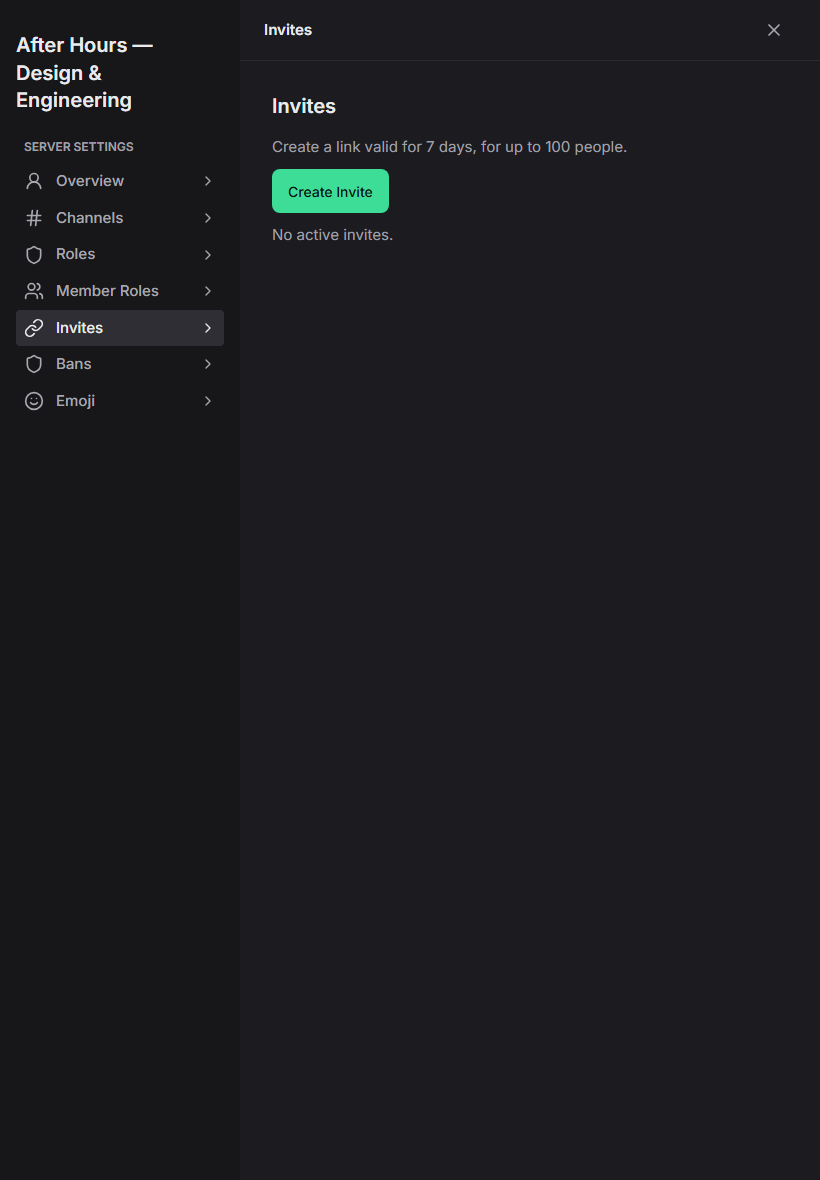 After Hours —
Design &
Engineering
SERVER SETTINGS
Overview
Channels
Roles
Member Roles
Invites
Bans
Emoji
Invites
Invites
Create a link valid for 7 days, for up to 100 people.
Create Invite
No active invites.